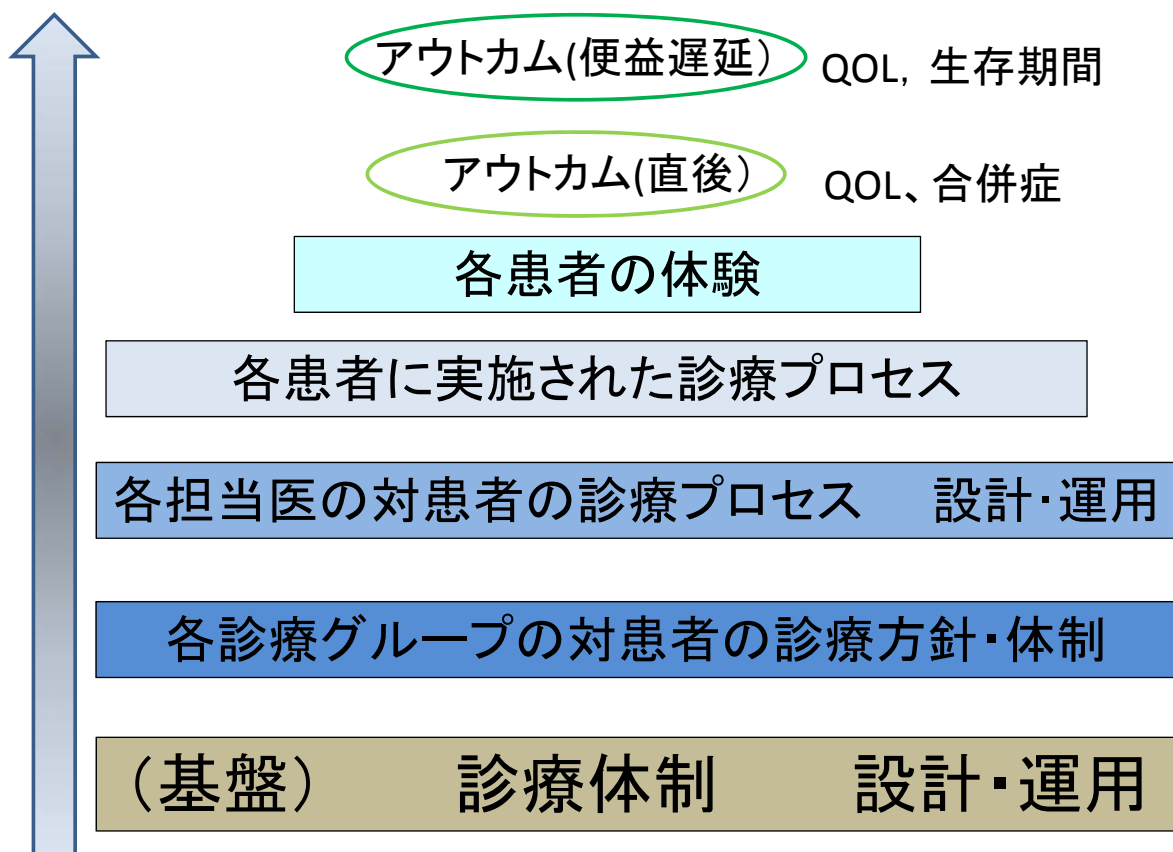 アウトカム(便益遅延） QOL, 生存期間
アウトカム(直後） QOL、合併症
各患者の体験
各患者に実施された診療プロセス
各担当医の対患者の診療プロセス　設計・運用
各診療グループの対患者の診療方針・体制
（基盤）　診療体制　設計・運用